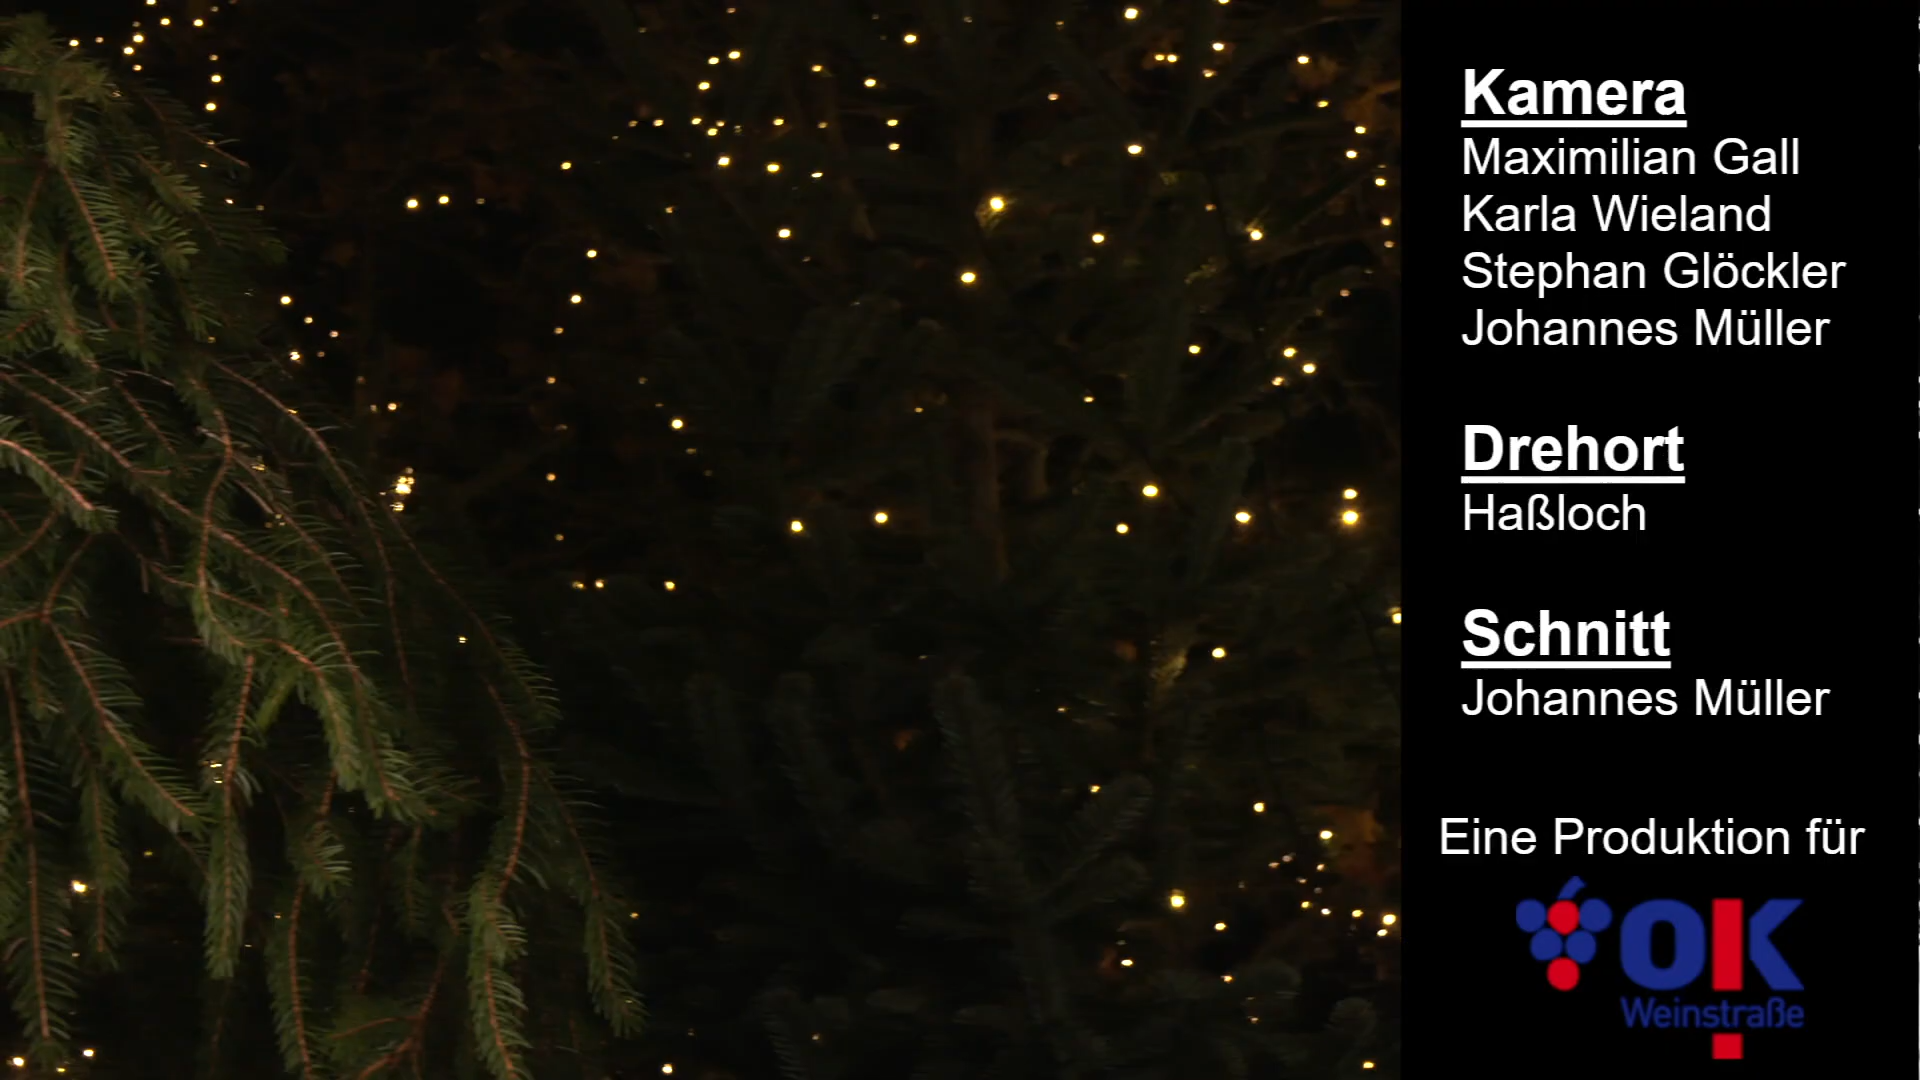 Kamera
Maximilian Gall
Karla Wieland
Stephan Glöckler
Johannes Müller
Drehort
Haßloch
Schnitt
Johannes Müller
Eine Produktion für
OK
Weinstraße